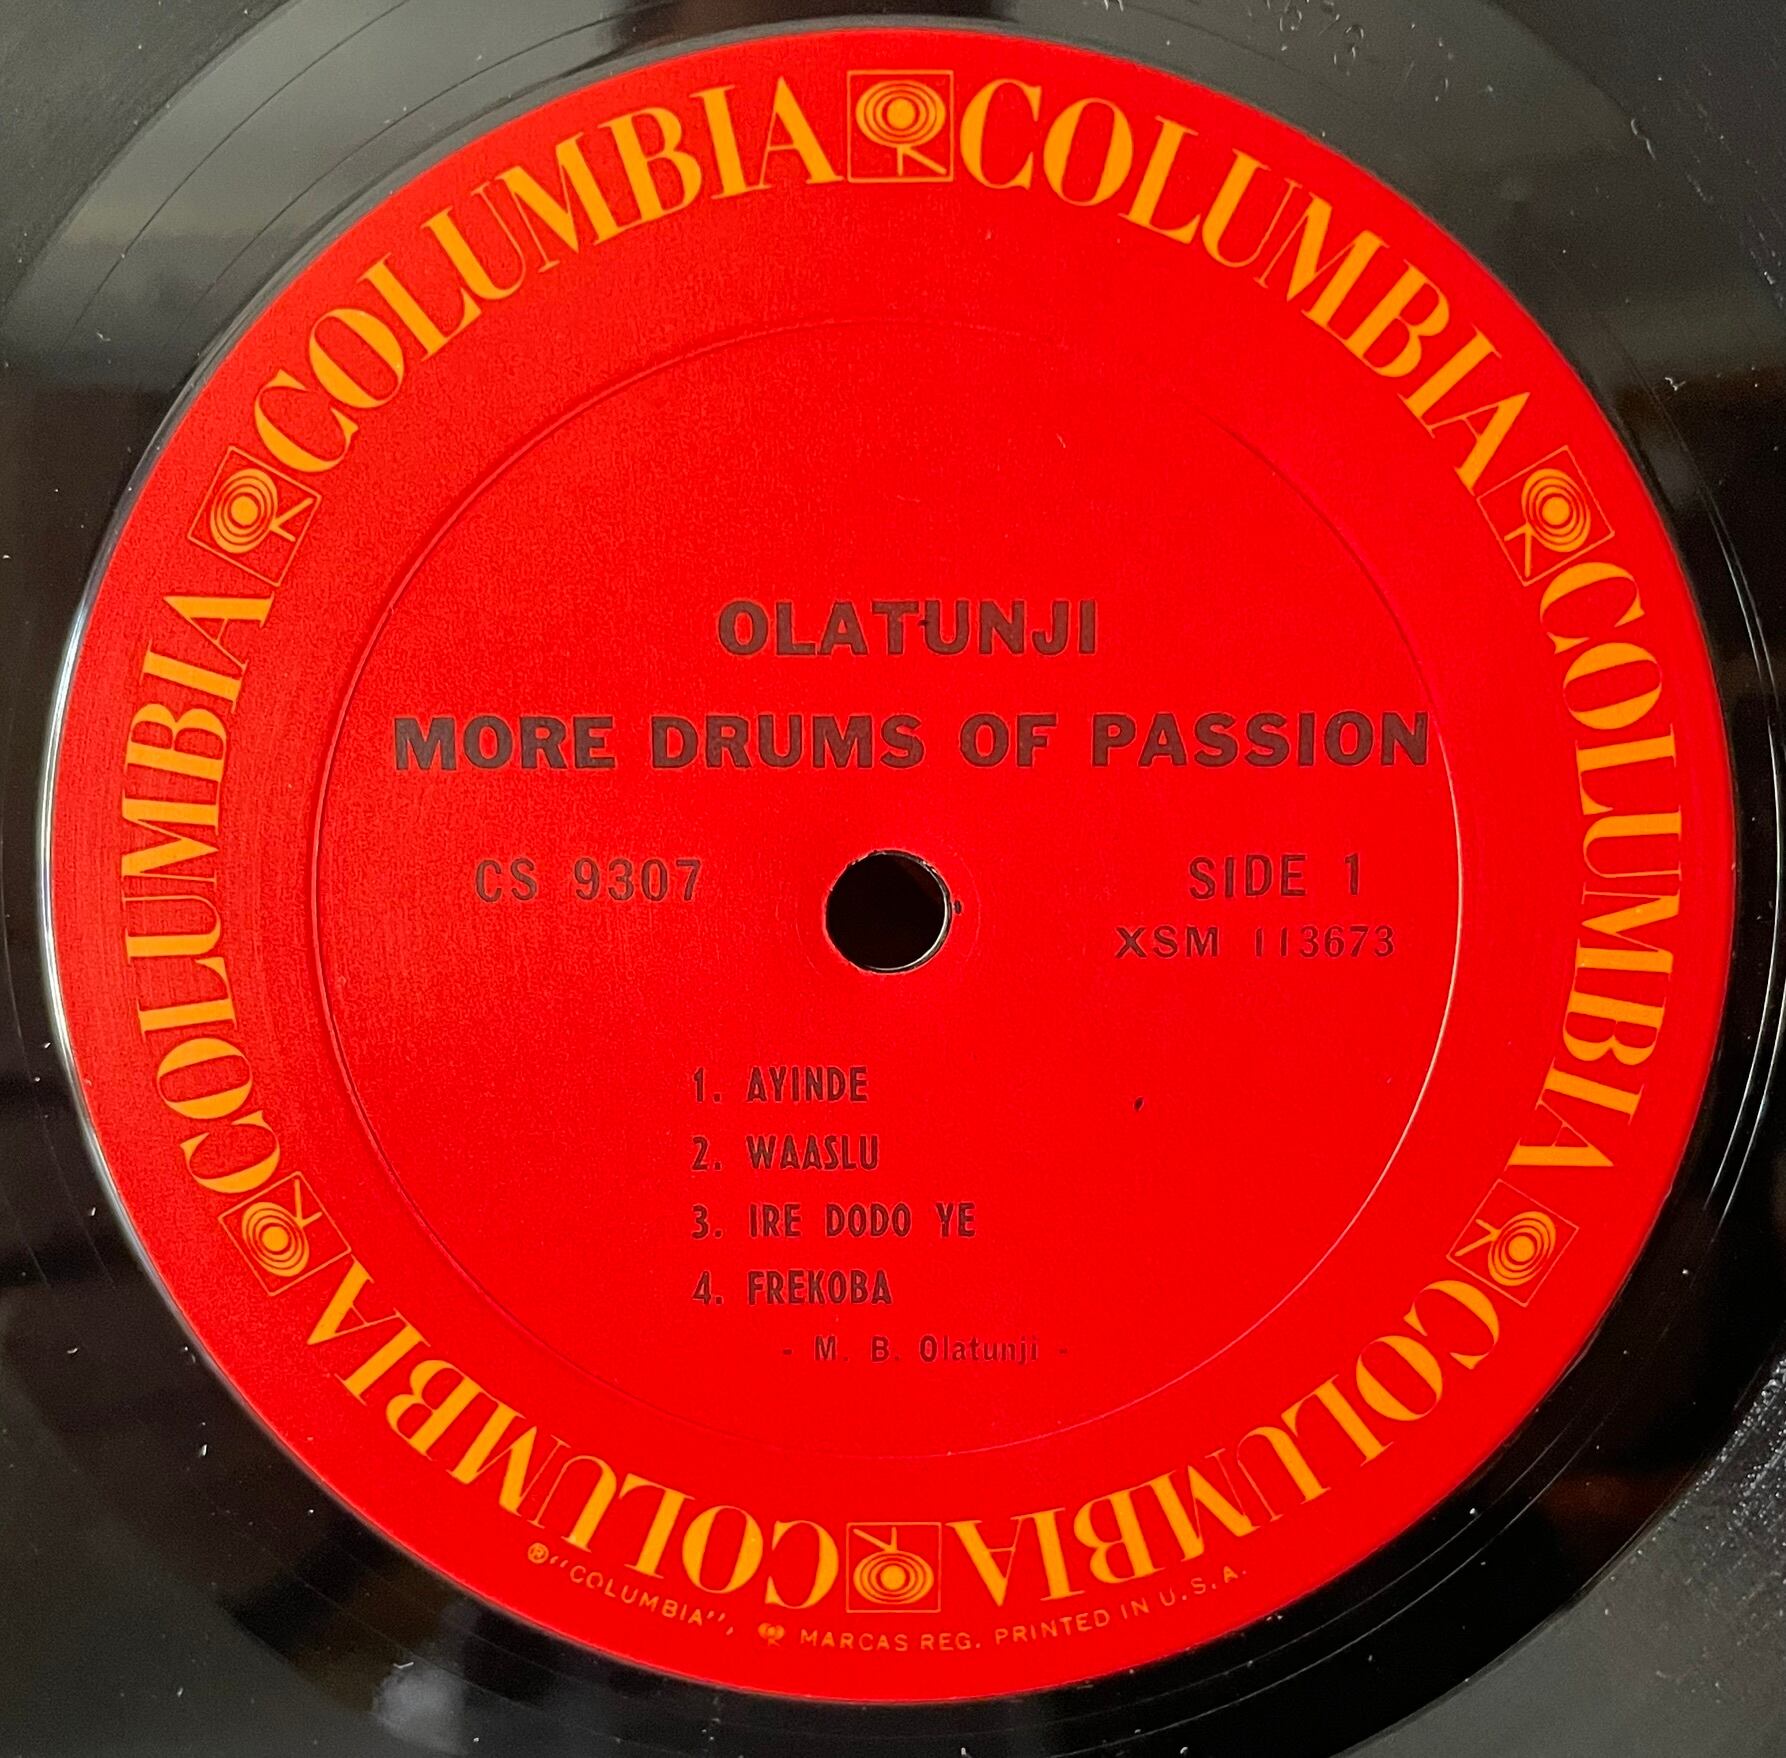 COLUMBIA COLUMBIA COLUMBIA COLUMBIA COLUMBIA COLUMBIA
OLATUNJI
MORE DRUMS OF PASSION
CS 9307
SIDE 1
XSM 113673
1. AYINDE
2. WAASLU
3. IRE DODO YE
4. FREKOBA
- M. B. Olatunji -
®"COLUMBIA", MARCAS REG. PRINTED IN U.S.A.